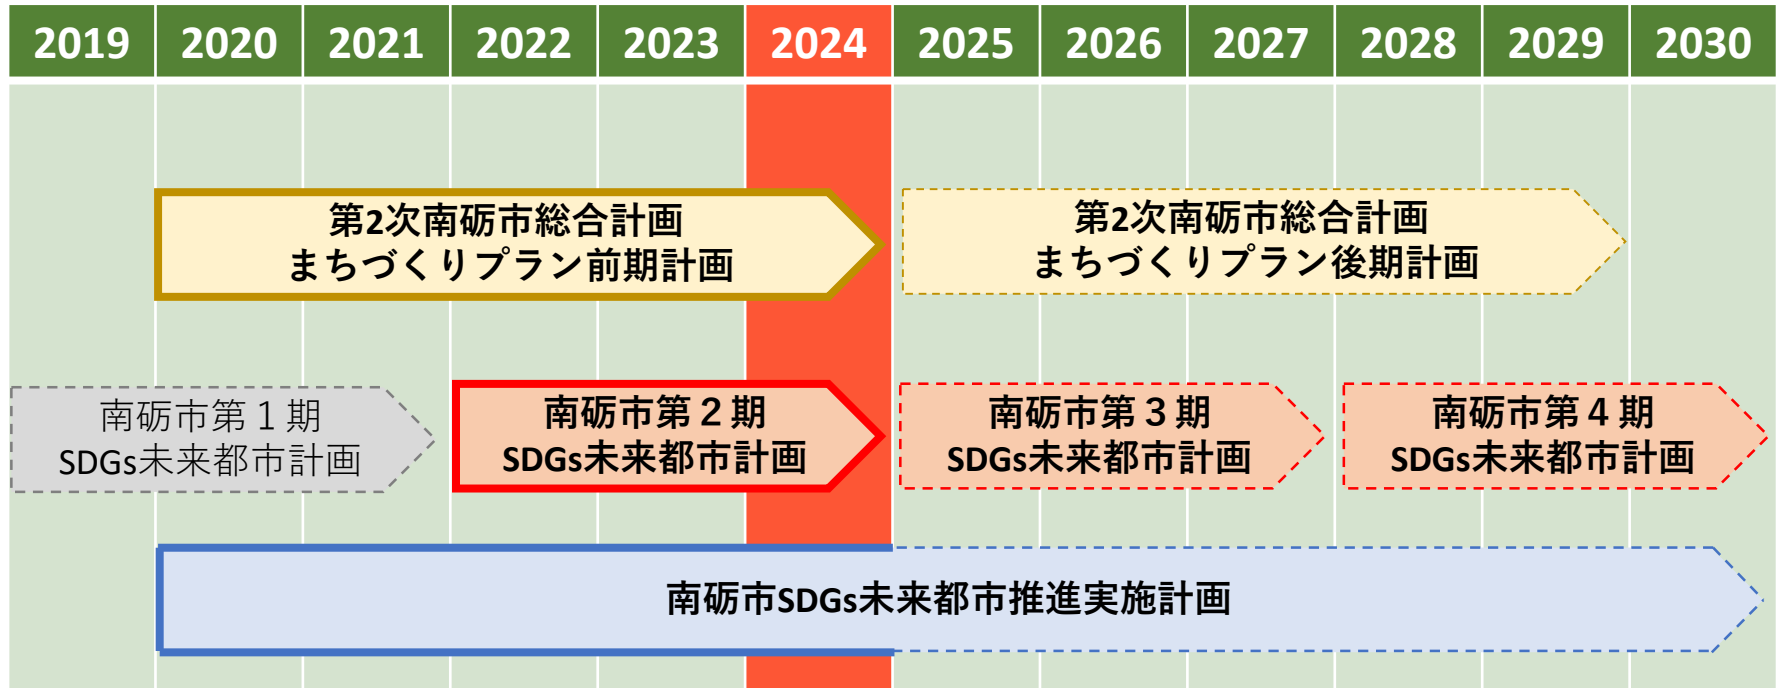 2019 2020 2021 2022 2023 2024 2025 2026 2027 2028 2029 2030
第2次南砺市総合計画
まちづくりプラン前期計画
第2次南砺市総合計画
まちづくりプラン後期計画
南砺市第１期
SDGs未来都市計画
南砺市第２期
SDGs未来都市計画
南砺市第３期
SDGs未来都市計画
南砺市第４期
SDGs未来都市計画
南砺市SDGs未来都市推進実施計画